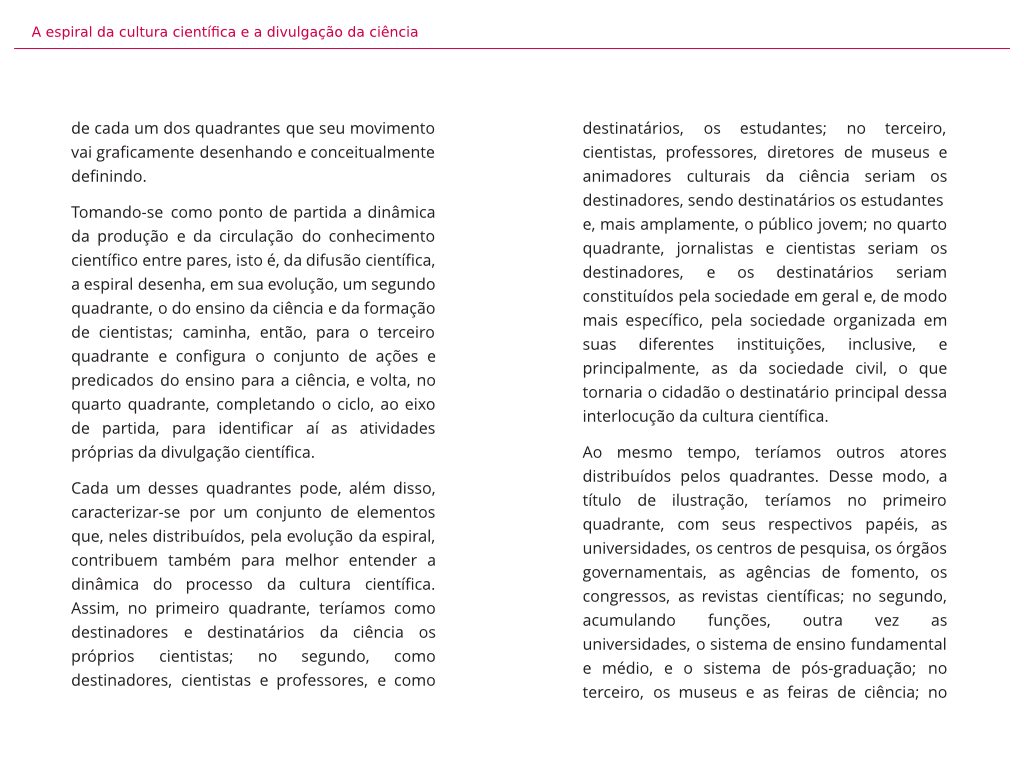 A espiral da cultura científica e a divulgação da ciência
de cada um dos quadrantes que seu movimento
vai graficamente desenhando e conceitualmente
definindo.
Tomando-se como ponto de partida a dinâmica
da produção e da circulação do conhecimento
científico entre pares, isto é, da difusão científica,
a espiral desenha, em sua evolução, um segundo
quadrante, o do ensino da ciência e da formação
de cientistas; caminha, então, para o terceiro
quadrante e configura o conjunto de ações e
predicados do ensino para a ciência, e volta, no
quarto quadrante, completando o ciclo, ao eixo
de partida, para identificar aí as atividades
próprias da divulgação científica.
Cada um desses quadrantes pode, além disso,
caracterizar-se por um conjunto de elementos
que, neles distribuídos, pela evolução da espiral,
contribuem também para melhor entender a
dinâmica do processo da cultura científica.
Assim, no primeiro quadrante, teríamos como
destinadores e destinatários da ciência os
próprios cientistas; no segundo, como
destinadores, cientistas e professores, e como
destinatários, os estudantes; no terceiro,
cientistas, professores, diretores de museus e
animadores culturais da ciência seriam os
destinadores, sendo destinatários os estudantes
e, mais amplamente, o público jovem; no quarto
quadrante, jornalistas e cientistas seriam os
destinadores, e os destinatários seriam
constituídos pela sociedade em geral e, de modo
mais específico, pela sociedade organizada em
suas diferentes instituições, inclusive, e
principalmente, as da sociedade civil, o que
tornaria o cidadão o destinatário principal dessa
interlocução da cultura científica.
Ao mesmo tempo, teríamos outros atores
distribuídos pelos quadrantes. Desse modo, a
título de ilustração, teríamos no primeiro
quadrante, com seus respectivos papéis, as
universidades, os centros de pesquisa, os órgãos
governamentais, as agências de fomento, os
congressos, as revistas científicas; no segundo,
acumulando funções, outra vez as
universidades, o sistema de ensino fundamental
e médio, e o sistema de pós-graduação; no
terceiro, os museus e as feiras de ciência; no